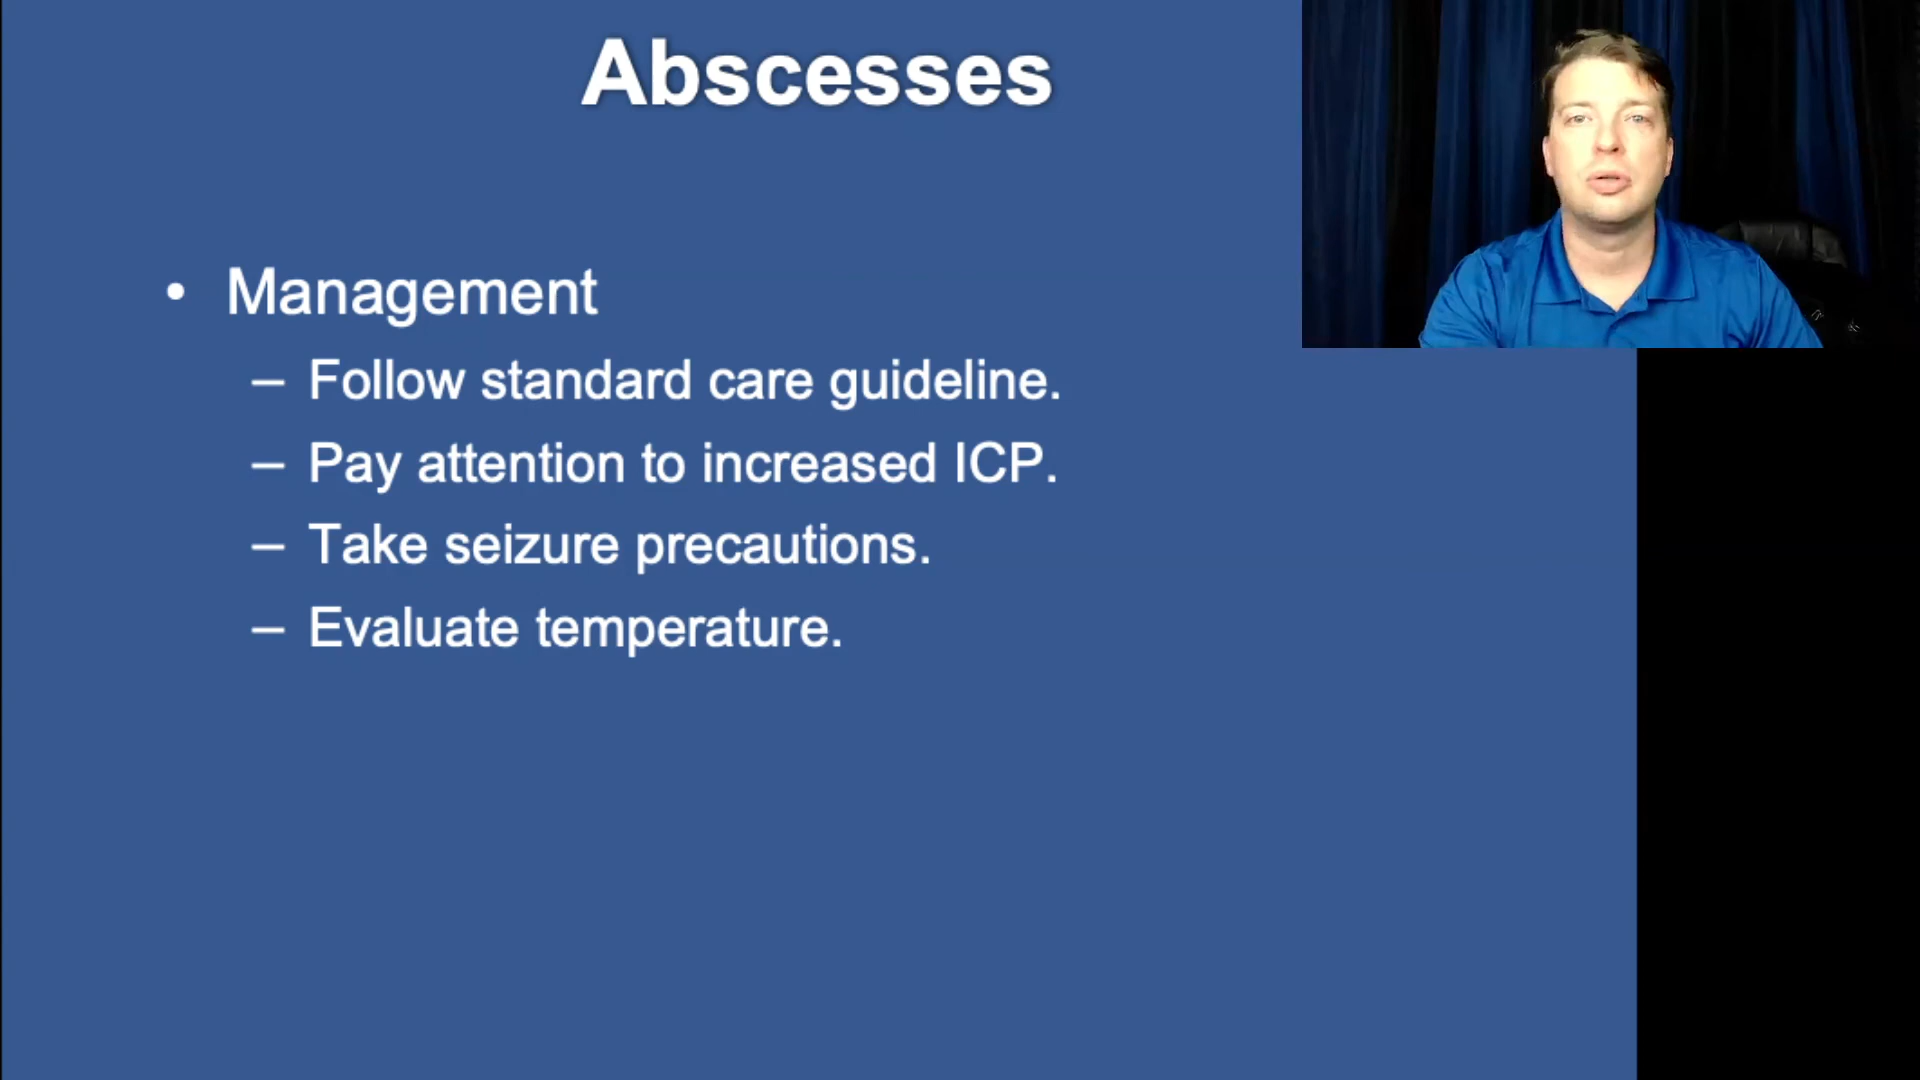 Abscesses
• Management
– Follow standard care guideline.
– Pay attention to increased ICP.
– Take seizure precautions.
– Evaluate temperature.